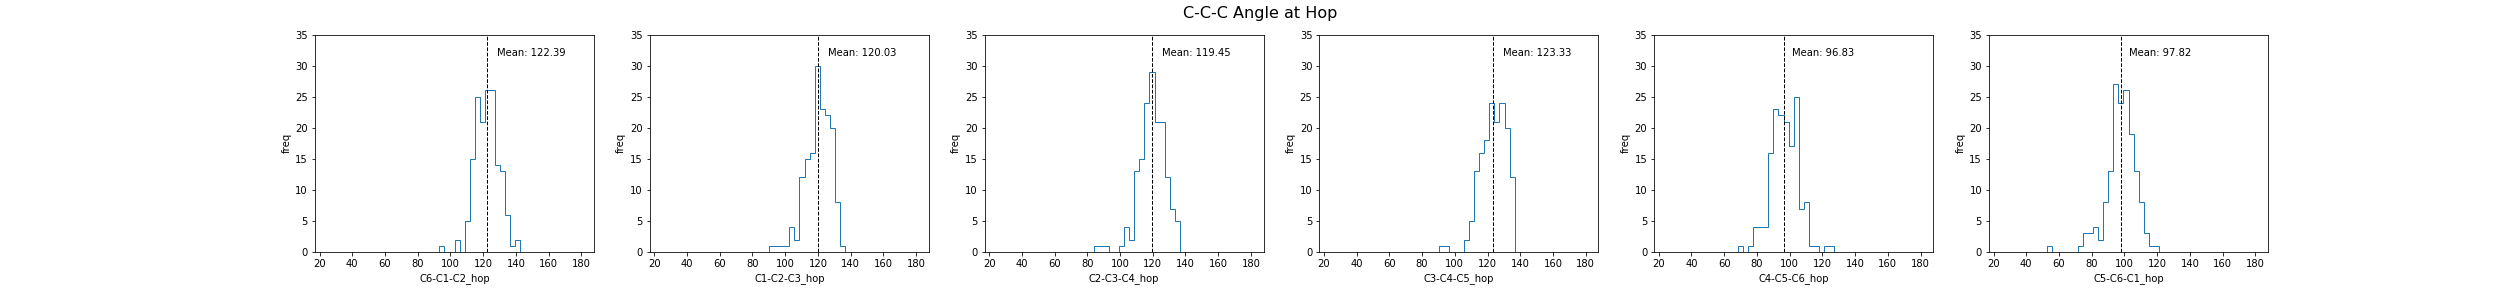 C-C-C Angle at Hop
35 30 25 20 15 10 5 0
freq
Mean: 122.39
20 40 60 80 100 120 140 160 180
C6-C1-C2_hop
35 30 25 20 15 10 5 0
freq
Mean: 120.03
20 40 60 80 100 120 140 160 180
C1-C2-C3_hop
35 30 25 20 15 10 5 0
freq
Mean: 119.45
20 40 60 80 100 120 140 160 180
C2-C3-C4_hop
35 30 25 20 15 10 5 0
freq
Mean: 123.33
20 40 60 80 100 120 140 160 180
C3-C4-C5_hop
35 30 25 20 15 10 5 0
freq
Mean: 96.83
20 40 60 80 100 120 140 160 180
C4-C5-C6_hop
35 30 25 20 15 10 5 0
freq
Mean: 97.82
20 40 60 80 100 120 140 160 180
C5-C6-C1_hop